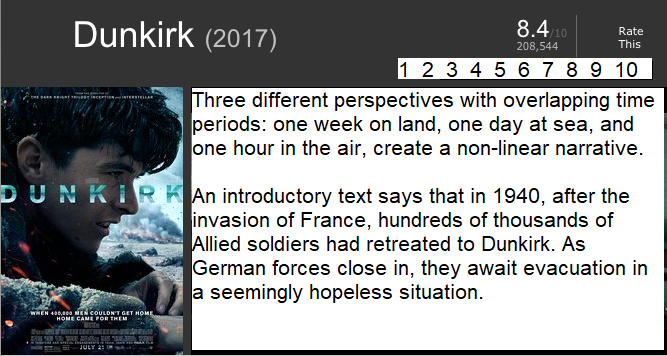 Dunkirk (2017)
8.4/10
208,544
Rate
This
1 2 3 4 5 6 7 8 9 10
Three different perspectives with overlapping time
periods: one week on land, one day at sea, and
one hour in the air, create a non-linear narrative.
An introductory text says that in 1940, after the
invasion of France, hundreds of thousands of
Allied soldiers had retreated to Dunkirk. As
German forces close in, they await evacuation in
a seemingly hopeless situation.
THE DARK KNIGHT TRILOGY INCEPTION AND INTERSTELLAR
DUNKIRK
WHEN 400,000 MEN COULDN'T GET HOME
HOME CAME FOR THEM
JULY 21